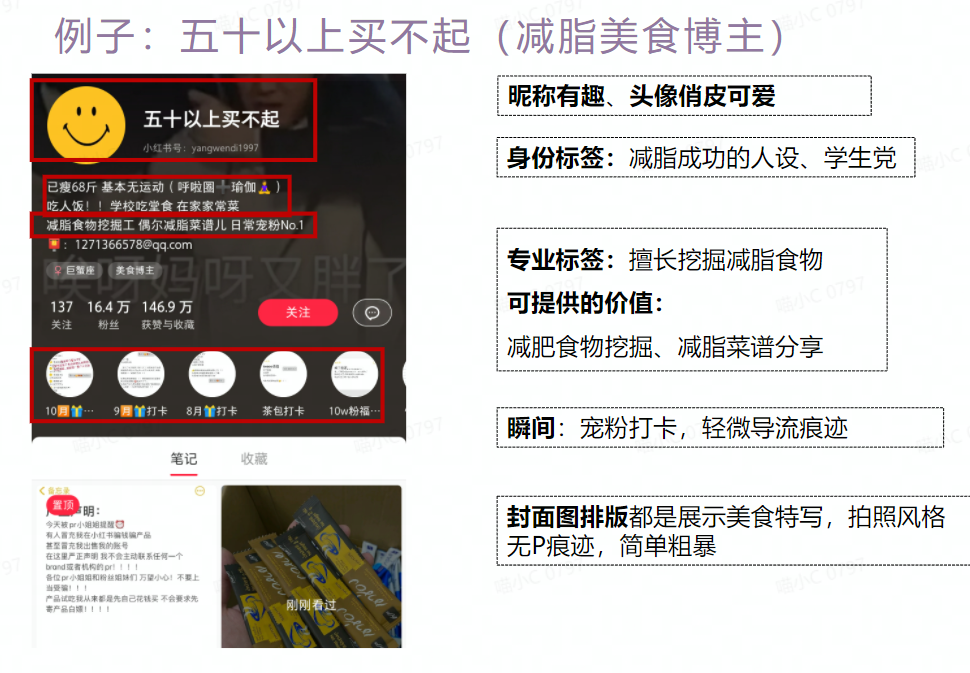 例子：五十以上买不起（减脂美食博主）
五十以上买不起
小红书号：yangwendi1997
已瘦68斤 基本无运动（呼啦圈➕瑜伽🧘‍♀️）
吃人饭！！学校吃堂食 在家家常菜
减脂食物挖掘工 偶尔减脂菜谱儿 日常宠粉No.1
📮：1271366578@qq.com
♀ 巨蟹座 美食博主
哎呀妈呀又胖了
137 16.4 万 146.9 万
关注 粉丝 获赞与收藏
关注
10🈷️🎁… 9🈷️🎁打卡 8月🎁打卡 茶包打卡 10w粉福…
笔记 收藏
备忘录
置顶
声明：
今天被pr小姐姐提醒⏰
有人冒充我在小红书骗钱骗产品
甚至冒充我出售我的账号
在这里严正声明 我不会主动联系任何一个
brand或者机构的pr！！！！
各位pr小姐姐和粉丝姐妹们 万望小心！不要上
当受骗！！！
产品试吃我从来都是先自己花钱买 不会要求先
寄产品白嫖！！！！
刚刚看过
昵称有趣、头像俏皮可爱
身份标签：减脂成功的人设、学生党
专业标签：擅长挖掘减脂食物
可提供的价值：
减肥食物挖掘、减脂菜谱分享
瞬间：宠粉打卡，轻微导流痕迹
封面图排版都是展示美食特写，拍照风格
无P痕迹，简单粗暴
喵小C 0797